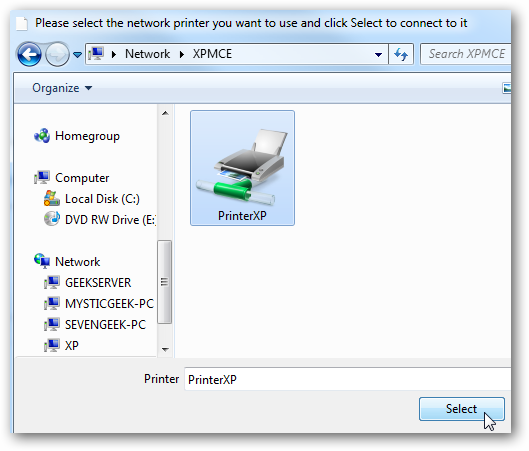 Please select the network printer you want to use and click Select to connect to it
Network XPMCE
Search XPMCE
Organize
Homegroup
Computer
Local Disk (C:)
DVD RW Drive (E:
Network
GEEKSERVER
MYSTICGEEK-PC
SEVENGEEK-PC
XP
PrinterXP
Printer PrinterXP
Select